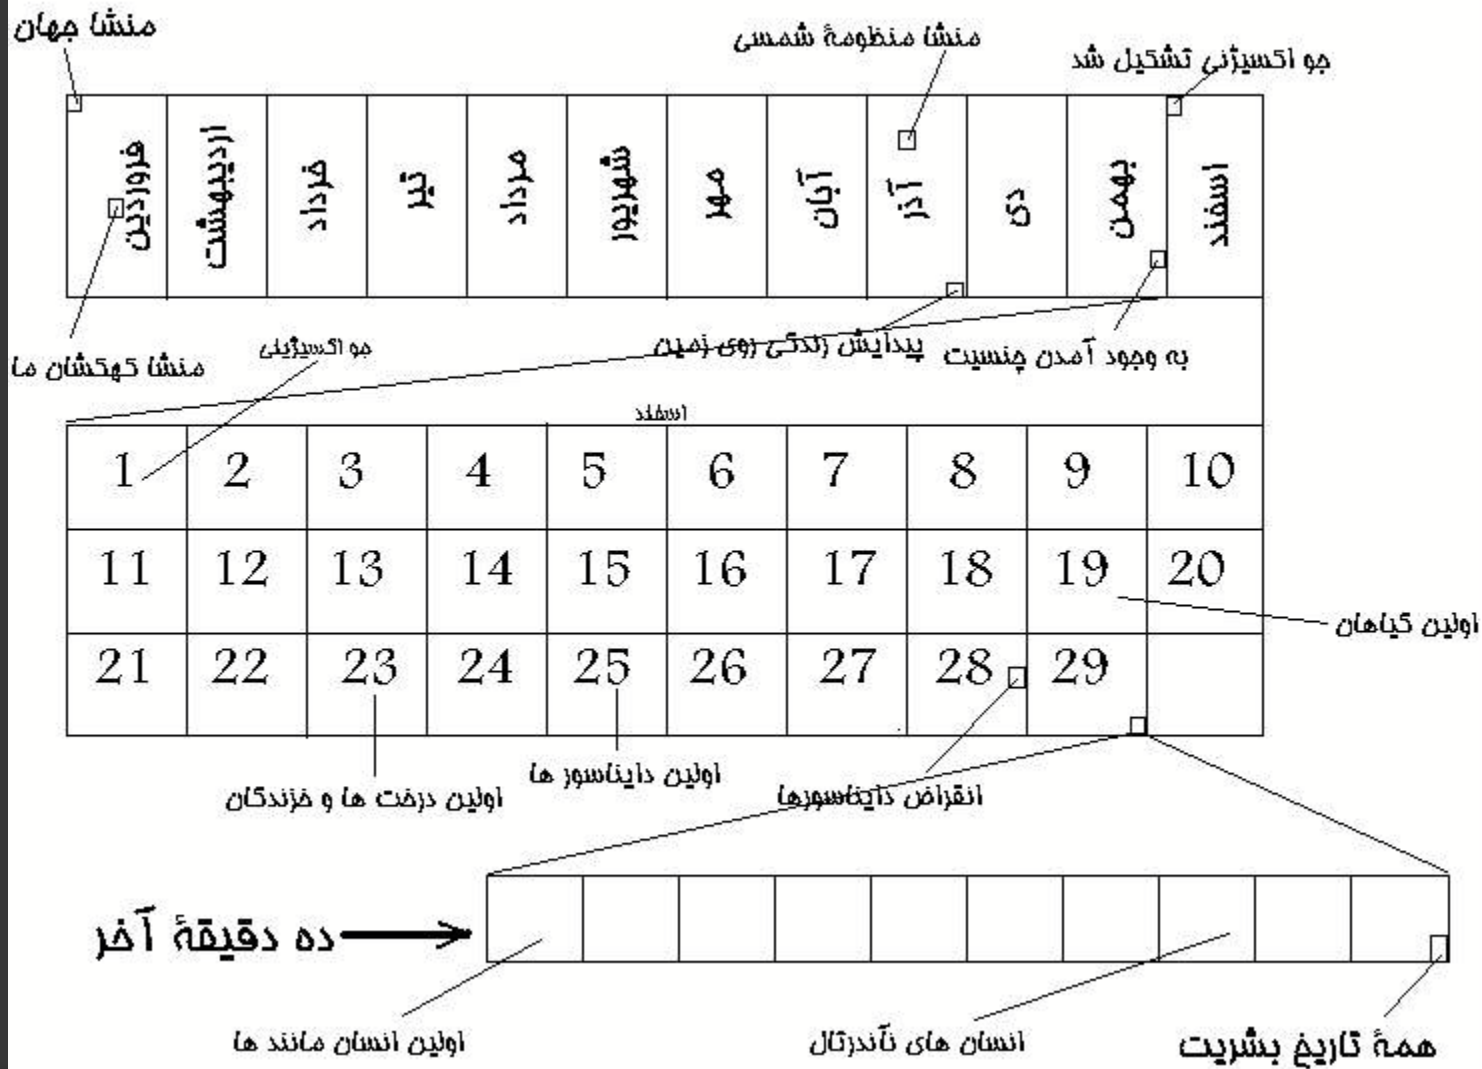 منشا جهان
منشا منظومهٔ شمسی
جو اکسیژنی تشکیل شد
فروردین
اردیبهشت
خرداد
تیر
مرداد
شهریور
مهر
آبان
آذر
دی
بهمن
اسفند
منشا کهکشان ما
جو اکسیژینی
پیدایش زندگی روی زمین
به وجود آمدن جنسیت
اسفند
1 2 3 4 5 6 7 8 9 10
11 12 13 14 15 16 17 18 19 20
اولین گیاهان
21 22 23 24 25 26 27 28 29
اولین درخت ها و خزندگان
اولین دایناسور ها
انقراض دایناسورها
ده دقیقهٔ آخر
اولین انسان مانند ها
انسان های نآندرتال
همهٔ تاریخ بشریت